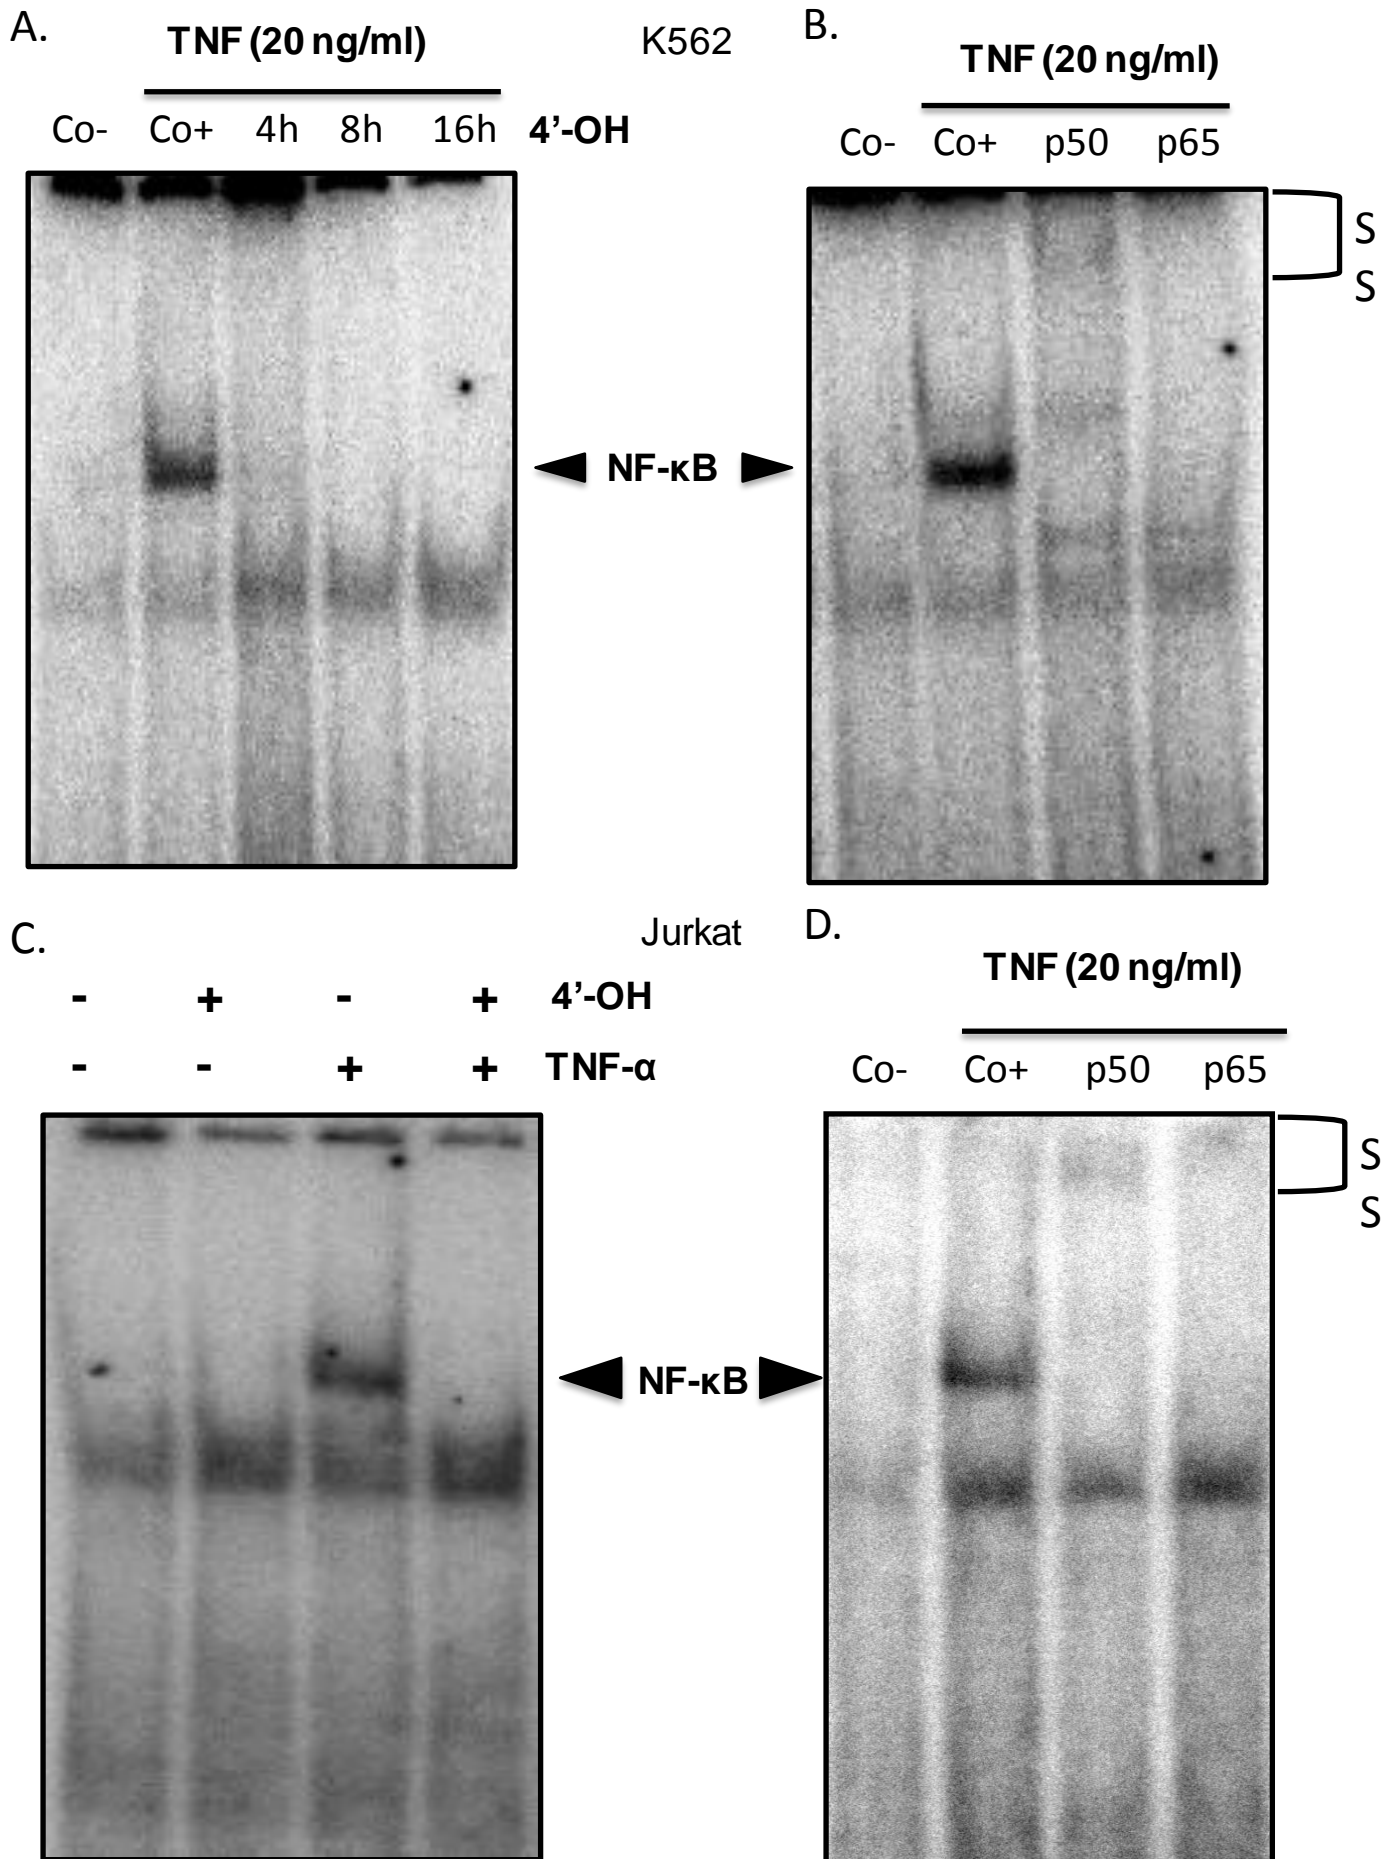 A.
TNF (20 ng/ml)
K562
B.
TNF (20 ng/ml)
Co- Co+ 4h 8h 16h 4’-OH
Co- Co+ p50 p65
S
S
NF-κB
C.
Jurkat
D.
TNF (20 ng/ml)
- + - + 4’-OH
- - + + TNF-α
Co- Co+ p50 p65
S
S
NF-κB